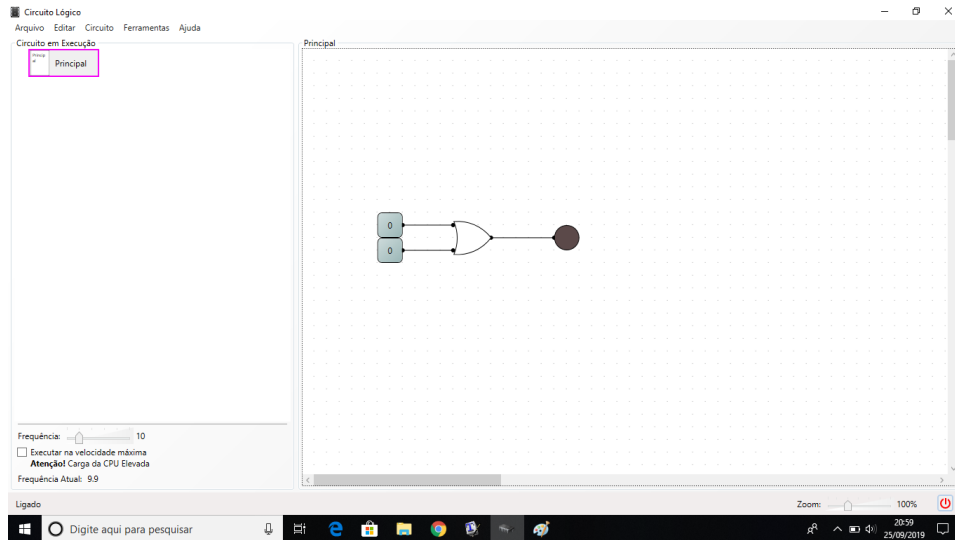 Circuito Lógico
Arquivo Editar Circuito Ferramentas Ajuda
Circuito em Execução
Principal
Principal
Principal
0
0
Frequência: 10
Executar na velocidade máxima
Atenção! Carga da CPU Elevada
Frequência Atual: 9.9
Ligado
Zoom: 100%
Digite aqui para pesquisar
20:59
25/09/2019